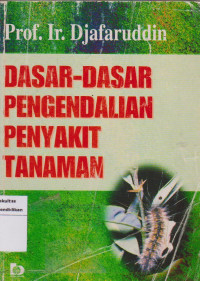 Prof. Ir. Djafaruddin
DASAR-DASAR
PENGENDALIAN
PENYAKIT
TANAMAN